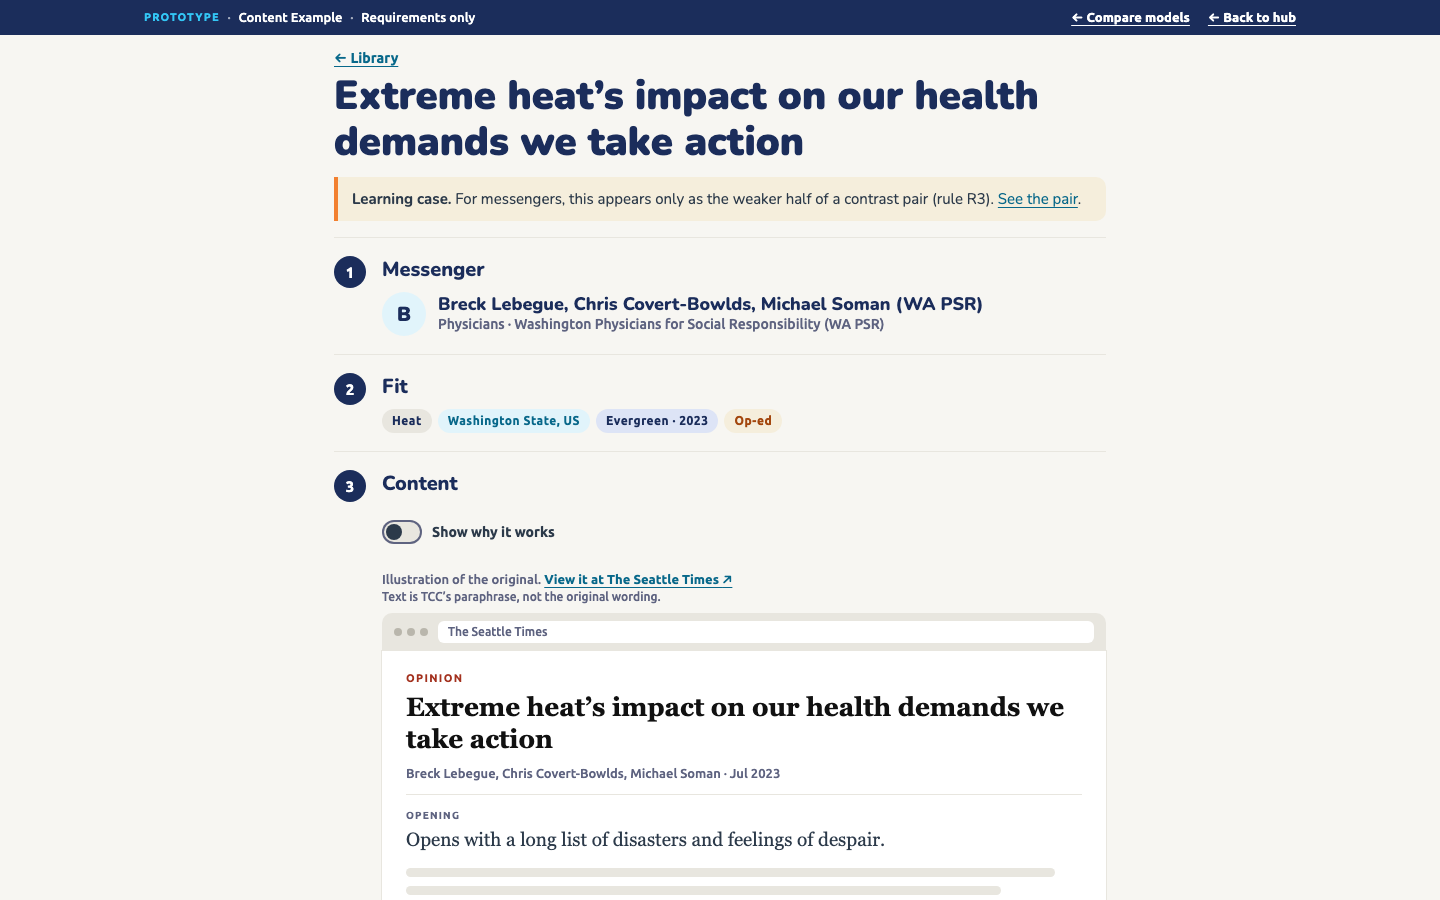 PROTOTYPE · Content Example · Requirements only
← Compare models ← Back to hub
← Library
Extreme heat’s impact on our health
demands we take action
Learning case. For messengers, this appears only as the weaker half of a contrast pair (rule R3). See the pair.
1 Messenger
B
Breck Lebegue, Chris Covert-Bowlds, Michael Soman (WA PSR)
Physicians · Washington Physicians for Social Responsibility (WA PSR)
2 Fit
Heat Washington State, US Evergreen · 2023 Op-ed
3 Content
Show why it works
Illustration of the original. View it at The Seattle Times ↗
Text is TCC’s paraphrase, not the original wording.
The Seattle Times
OPINION
Extreme heat’s impact on our health demands we
take action
Breck Lebegue, Chris Covert-Bowlds, Michael Soman · Jul 2023
OPENING
Opens with a long list of disasters and feelings of despair.